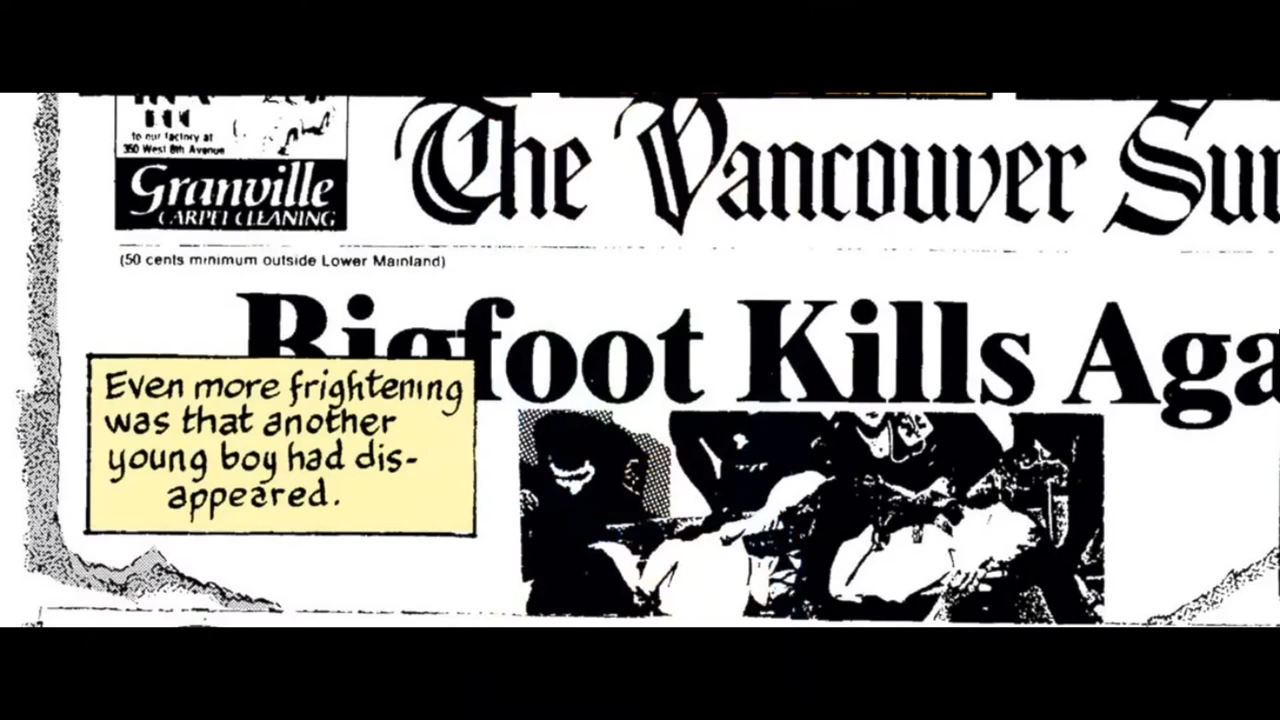 to our factory at
350 West 8th Avenue
Granville
CARPET CLEANING
The Vancouver Sun
(50 cents minimum outside Lower Mainland)
Bigfoot Kills Aga
Even more frightening
was that another
young boy had dis-
appeared.